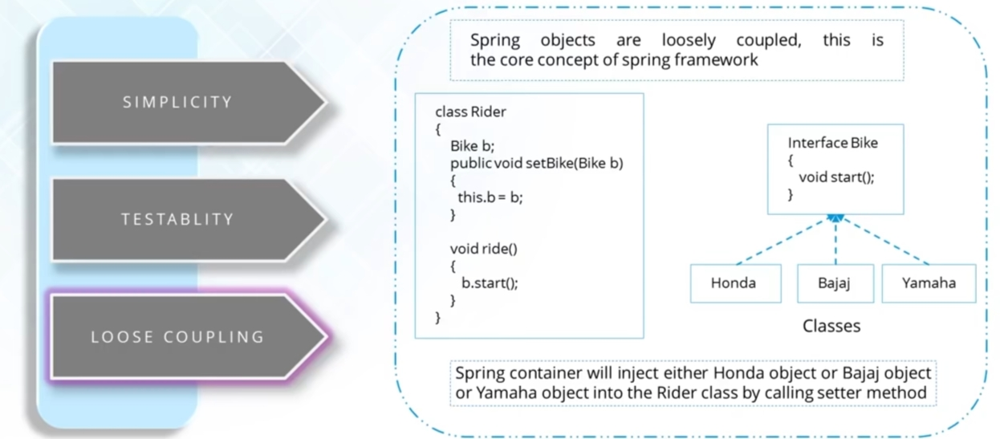 SIMPLICITY
TESTABLITY
LOOSE COUPLING
Spring objects are loosely coupled, this is
the core concept of spring framework
class Rider
{
Bike b;
public void setBike(Bike b)
{
this.b = b;
}
void ride()
{
b.start();
}
}
Interface Bike
{
void start();
}
Honda
Bajaj
Yamaha
Classes
Spring container will inject either Honda object or Bajaj object
or Yamaha object into the Rider class by calling setter method